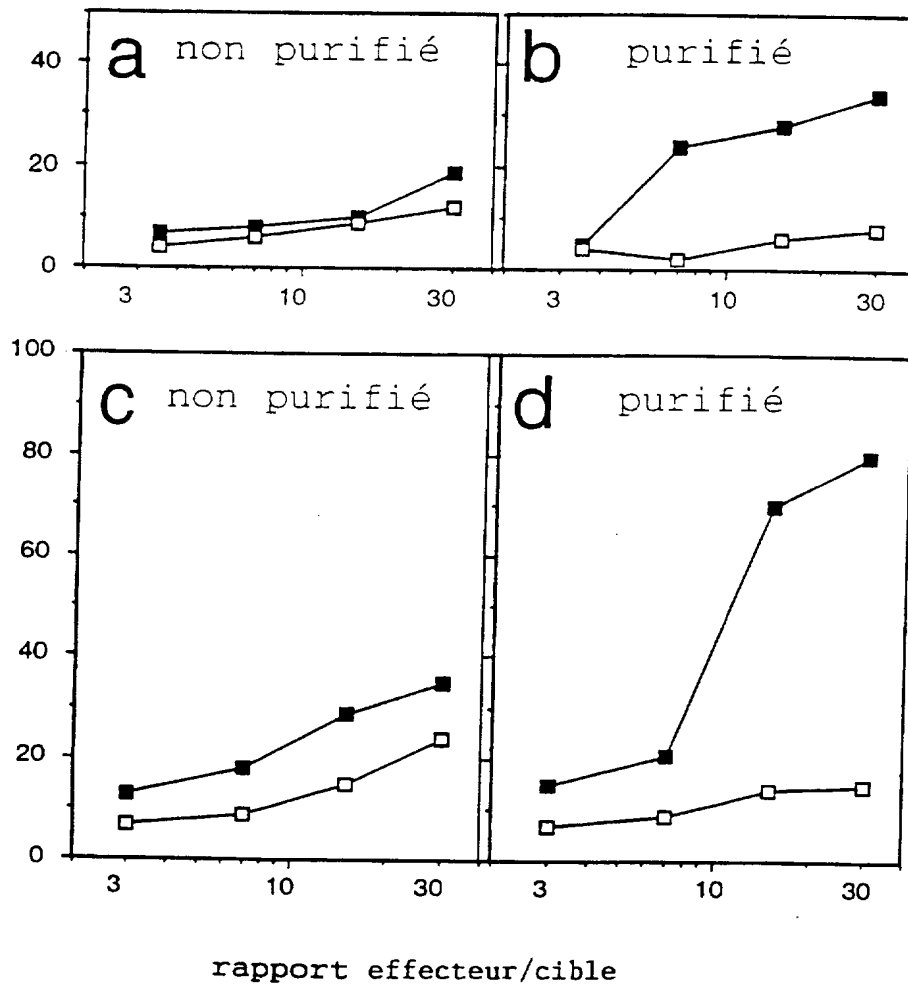 40
20
0
a non purifié
b purifié
3 10 30
3 10 30
100
80
60
40
20
0
c non purifié
d purifié
3 10 30
3 10 30
rapport effecteur/cible